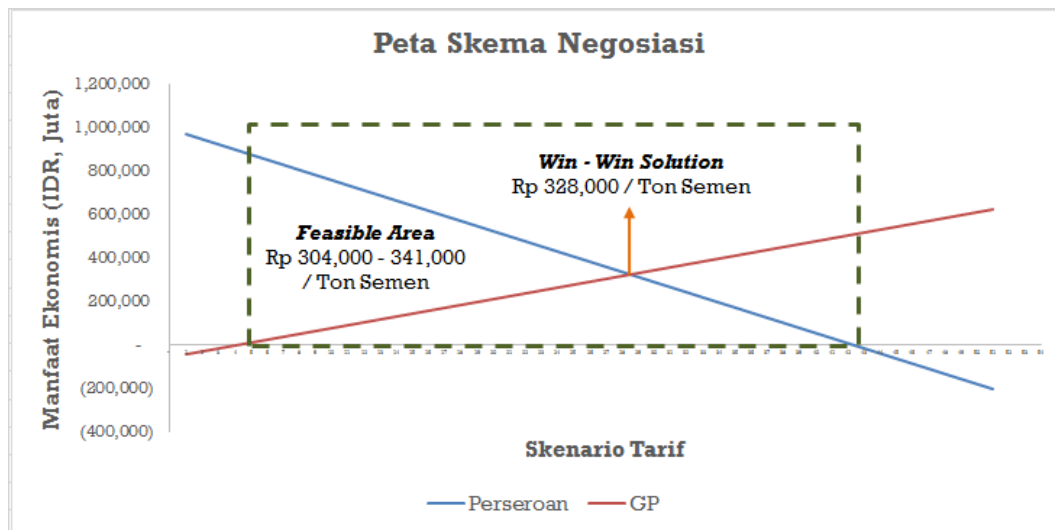 Peta Skema Negosiasi
Manfaat Ekonomis (IDR, Juta)
1,200,000
1,000,000
800,000
600,000
400,000
200,000
-
(200,000)
(400,000)
Win - Win Solution
Rp 328,000 / Ton Semen
Feasible Area
Rp 304,000 - 341,000
/ Ton Semen
Skenario Tarif
Perseroan
GP